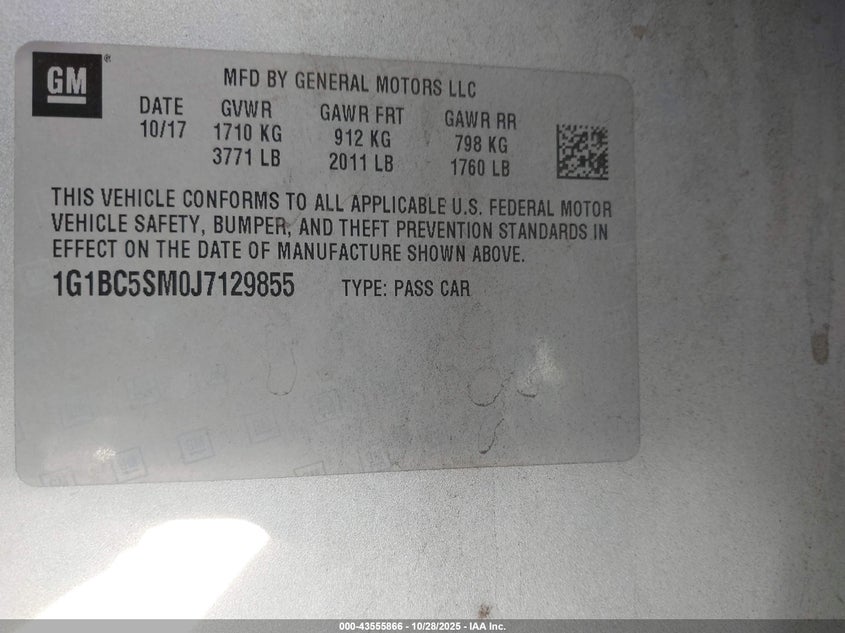 GM®
MFD BY GENERAL MOTORS LLC
DATE GVWR GAWR FRT GAWR RR
10/17 1710 KG 912 KG 798 KG
3771 LB 2011 LB 1760 LB
THIS VEHICLE CONFORMS TO ALL APPLICABLE U.S. FEDERAL MOTOR
VEHICLE SAFETY, BUMPER, AND THEFT PREVENTION STANDARDS IN
EFFECT ON THE DATE OF MANUFACTURE SHOWN ABOVE.
1G1BC5SM0J7129855 TYPE: PASS CAR
000-43555866 - 10/28/2025 - IAA Inc.